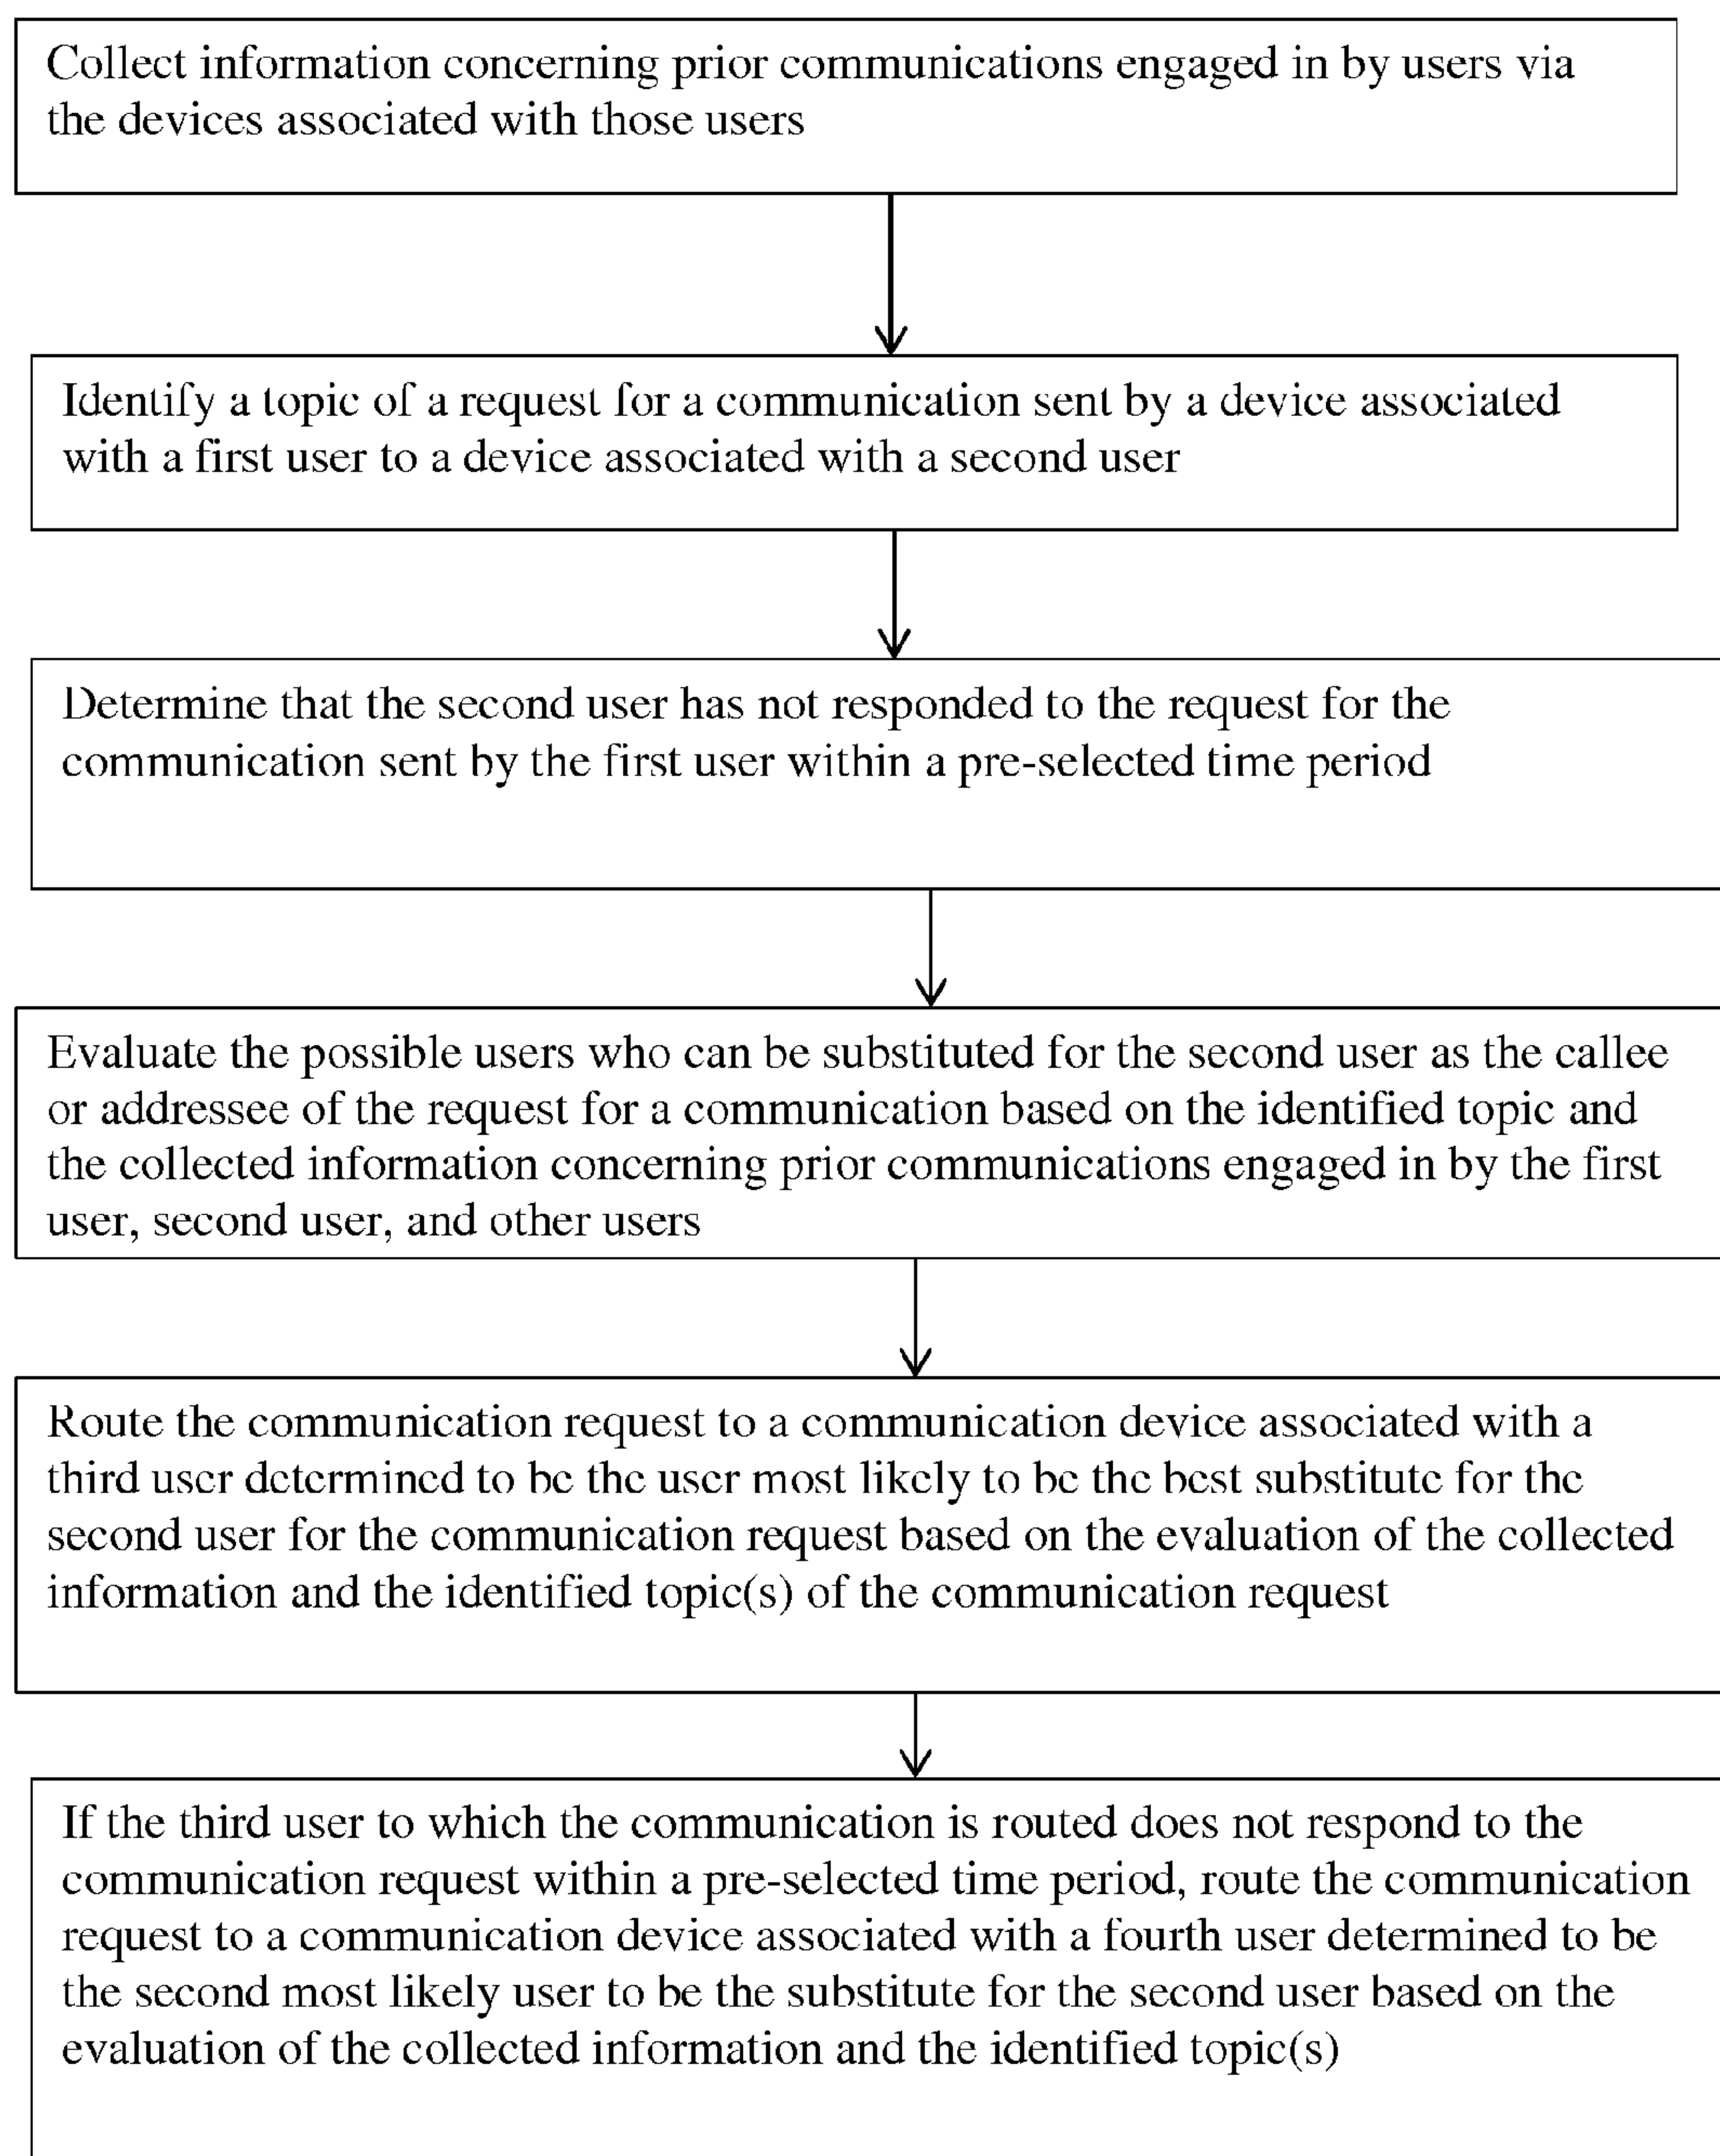 Collect information concerning prior communications engaged in by users via
the devices associated with those users
Identify a topic of a request for a communication sent by a device associated
with a first user to a device associated with a second user
Determine that the second user has not responded to the request for the
communication sent by the first user within a pre-selected time period
Evaluate the possible users who can be substituted for the second user as the callee
or addressee of the request for a communication based on the identified topic and
the collected information concerning prior communications engaged in by the first
user, second user, and other users
Route the communication request to a communication device associated with a
third user determined to be the user most likely to be the best substitute for the
second user for the communication request based on the evaluation of the collected
information and the identified topic(s) of the communication request
If the third user to which the communication is routed does not respond to the
communication request within a pre-selected time period, route the communication
request to a communication device associated with a fourth user determined to be
the second most likely user to be the substitute for the second user based on the
evaluation of the collected information and the identified topic(s)